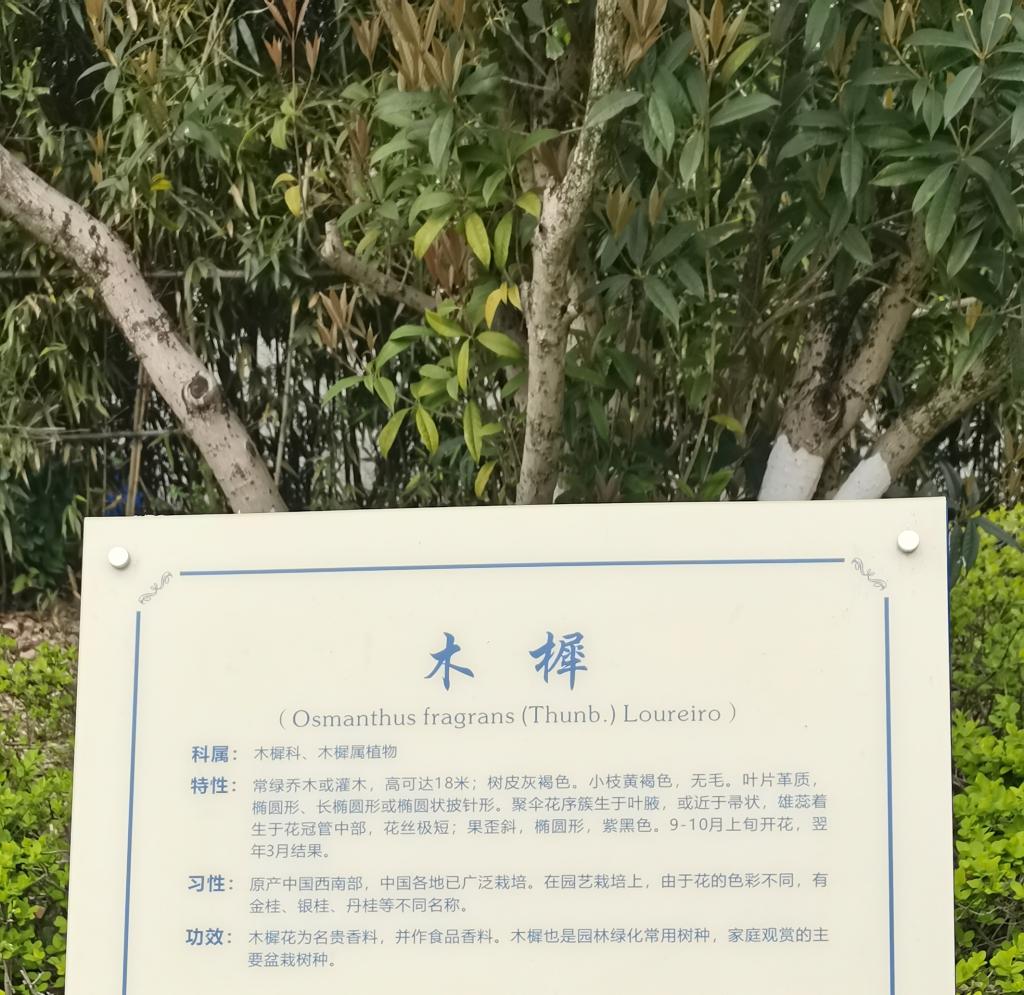 木 樨
( Osmanthus fragrans (Thunb.) Loureiro )
科属： 木樨科、木樨属植物
特性： 常绿乔木或灌木，高可达18米；树皮灰褐色。小枝黄褐色，无毛。叶片革质，
椭圆形、长椭圆形或椭圆状披针形。聚伞花序簇生于叶腋，或近于帚状，雄蕊着
生于花冠管中部，花丝极短；果歪斜，椭圆形，紫黑色。9-10月上旬开花，翌
年3月结果。
习性： 原产中国西南部，中国各地已广泛栽培。在园艺栽培上，由于花的色彩不同，有
金桂、银桂、丹桂等不同名称。
功效： 木樨花为名贵香料，并作食品香料。木樨也是园林绿化常用树种，家庭观赏的主
要盆栽树种。